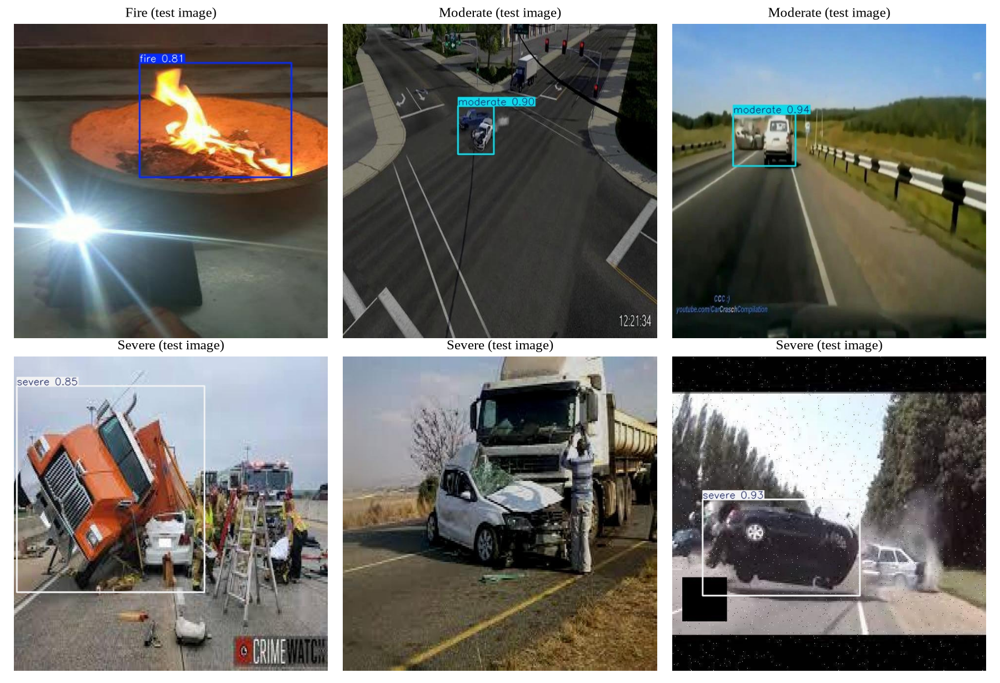 Fire (test image)
Moderate (test image)
Moderate (test image)
fire 0.81
moderate 0.90
moderate 0.94
CCC :)
youtube.com/CarCraschCompilation
12:21:34
Severe (test image)
Severe (test image)
Severe (test image)
severe 0.85
severe 0.93
CRIMEWATCH